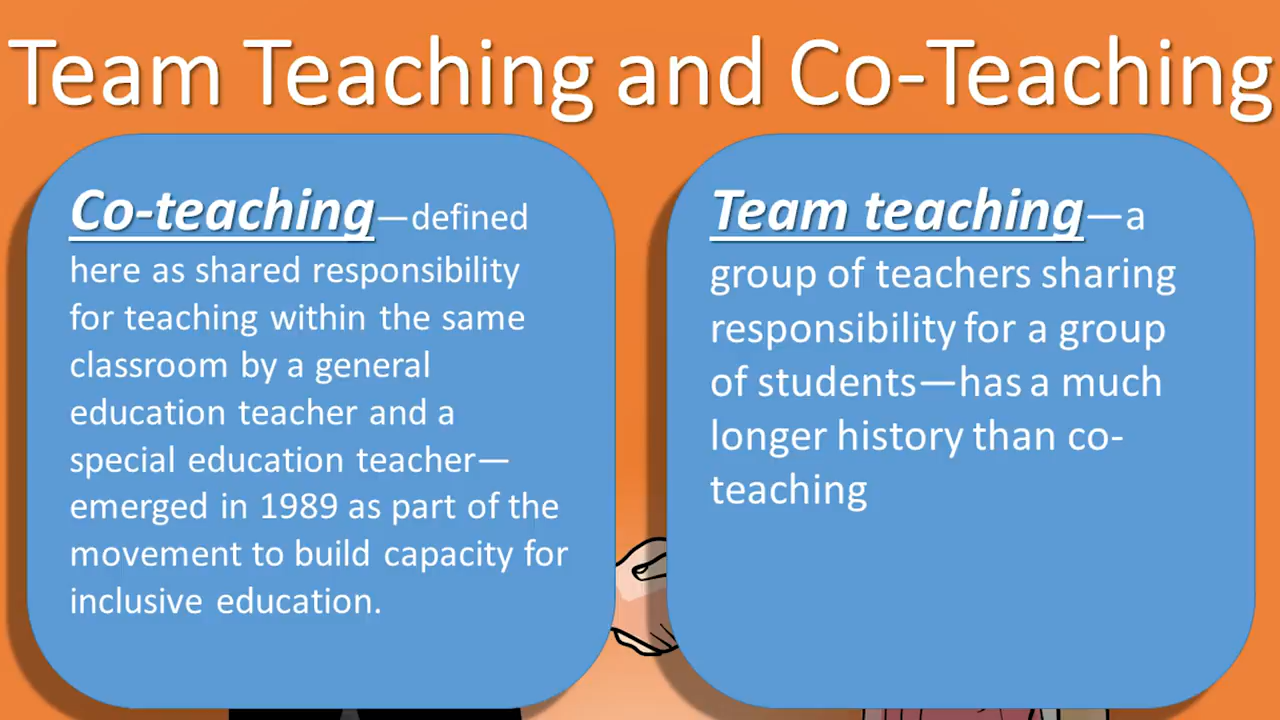 Team Teaching and Co-Teaching
Co-teaching—defined
here as shared responsibility
for teaching within the same
classroom by a general
education teacher and a
special education teacher—
emerged in 1989 as part of the
movement to build capacity for
inclusive education.
Team teaching—a
group of teachers sharing
responsibility for a group
of students—has a much
longer history than co-
teaching